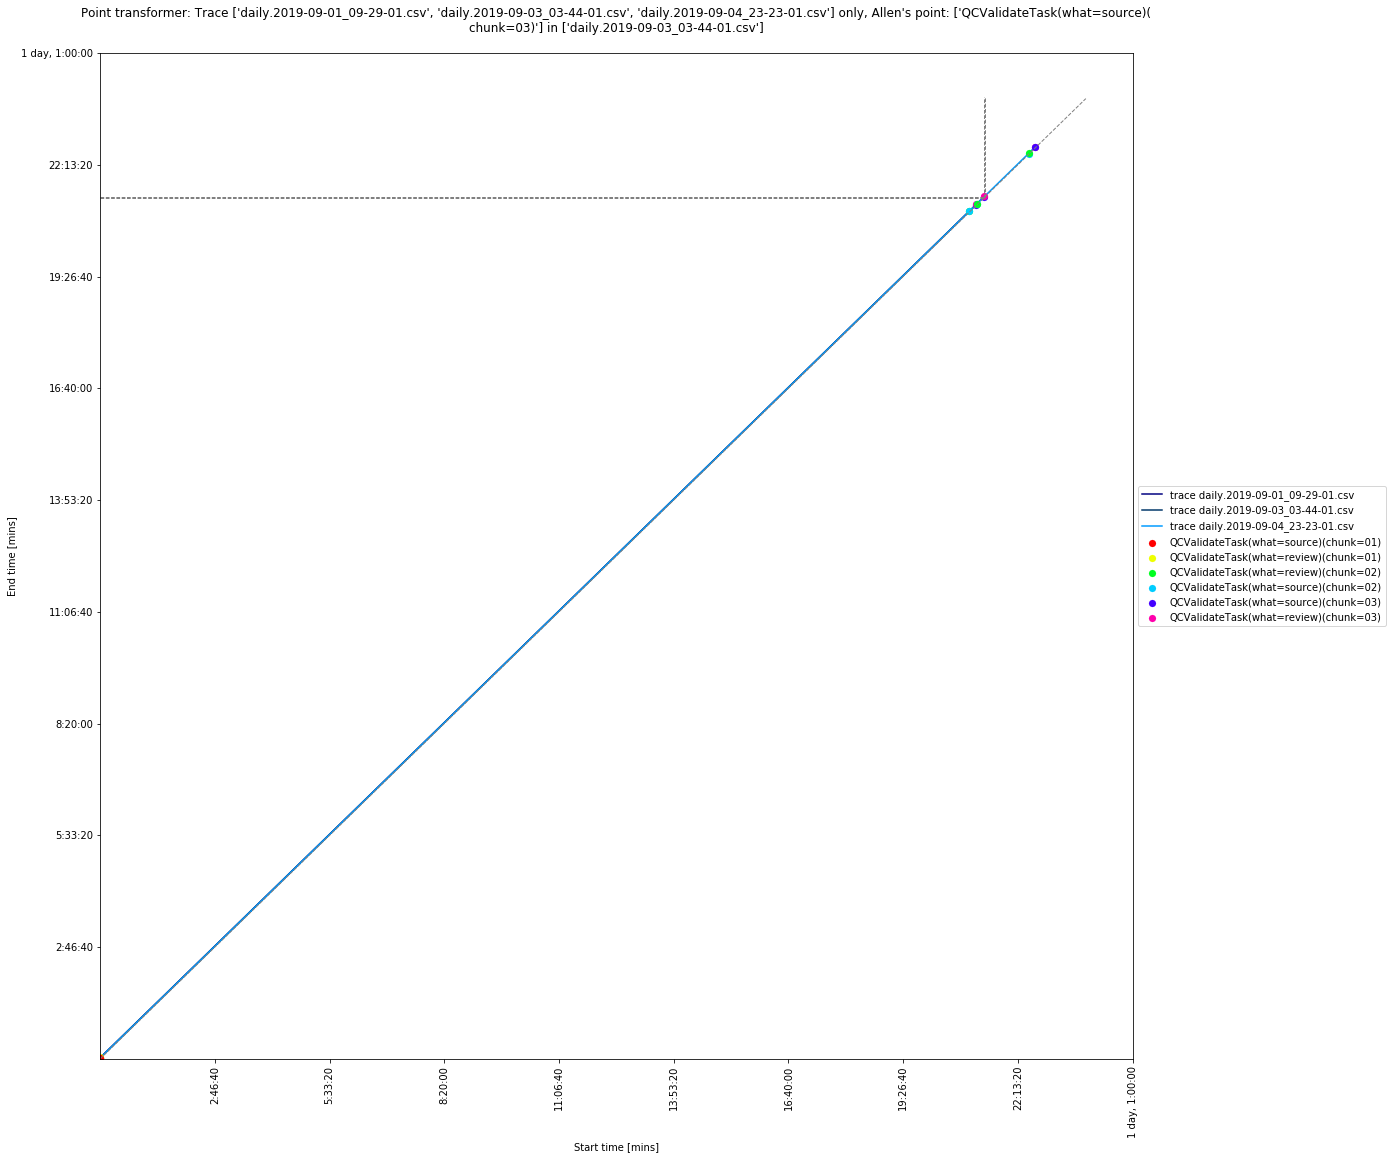 Point transformer: Trace ['daily.2019-09-01_09-29-01.csv', 'daily.2019-09-03_03-44-01.csv', 'daily.2019-09-04_23-23-01.csv'] only, Allen's point: ['QCValidateTask(what=source)(
chunk=03)'] in ['daily.2019-09-03_03-44-01.csv']
1 day, 1:00:00
22:13:20
19:26:40
16:40:00
13:53:20
11:06:40
8:20:00
5:33:20
2:46:40
End time [mins]
trace daily.2019-09-01_09-29-01.csv
trace daily.2019-09-03_03-44-01.csv
trace daily.2019-09-04_23-23-01.csv
QCValidateTask(what=source)(chunk=01)
QCValidateTask(what=review)(chunk=01)
QCValidateTask(what=review)(chunk=02)
QCValidateTask(what=source)(chunk=02)
QCValidateTask(what=source)(chunk=03)
QCValidateTask(what=review)(chunk=03)
2:46:40
5:33:20
8:20:00
11:06:40
13:53:20
16:40:00
19:26:40
22:13:20
1 day, 1:00:00
Start time [mins]